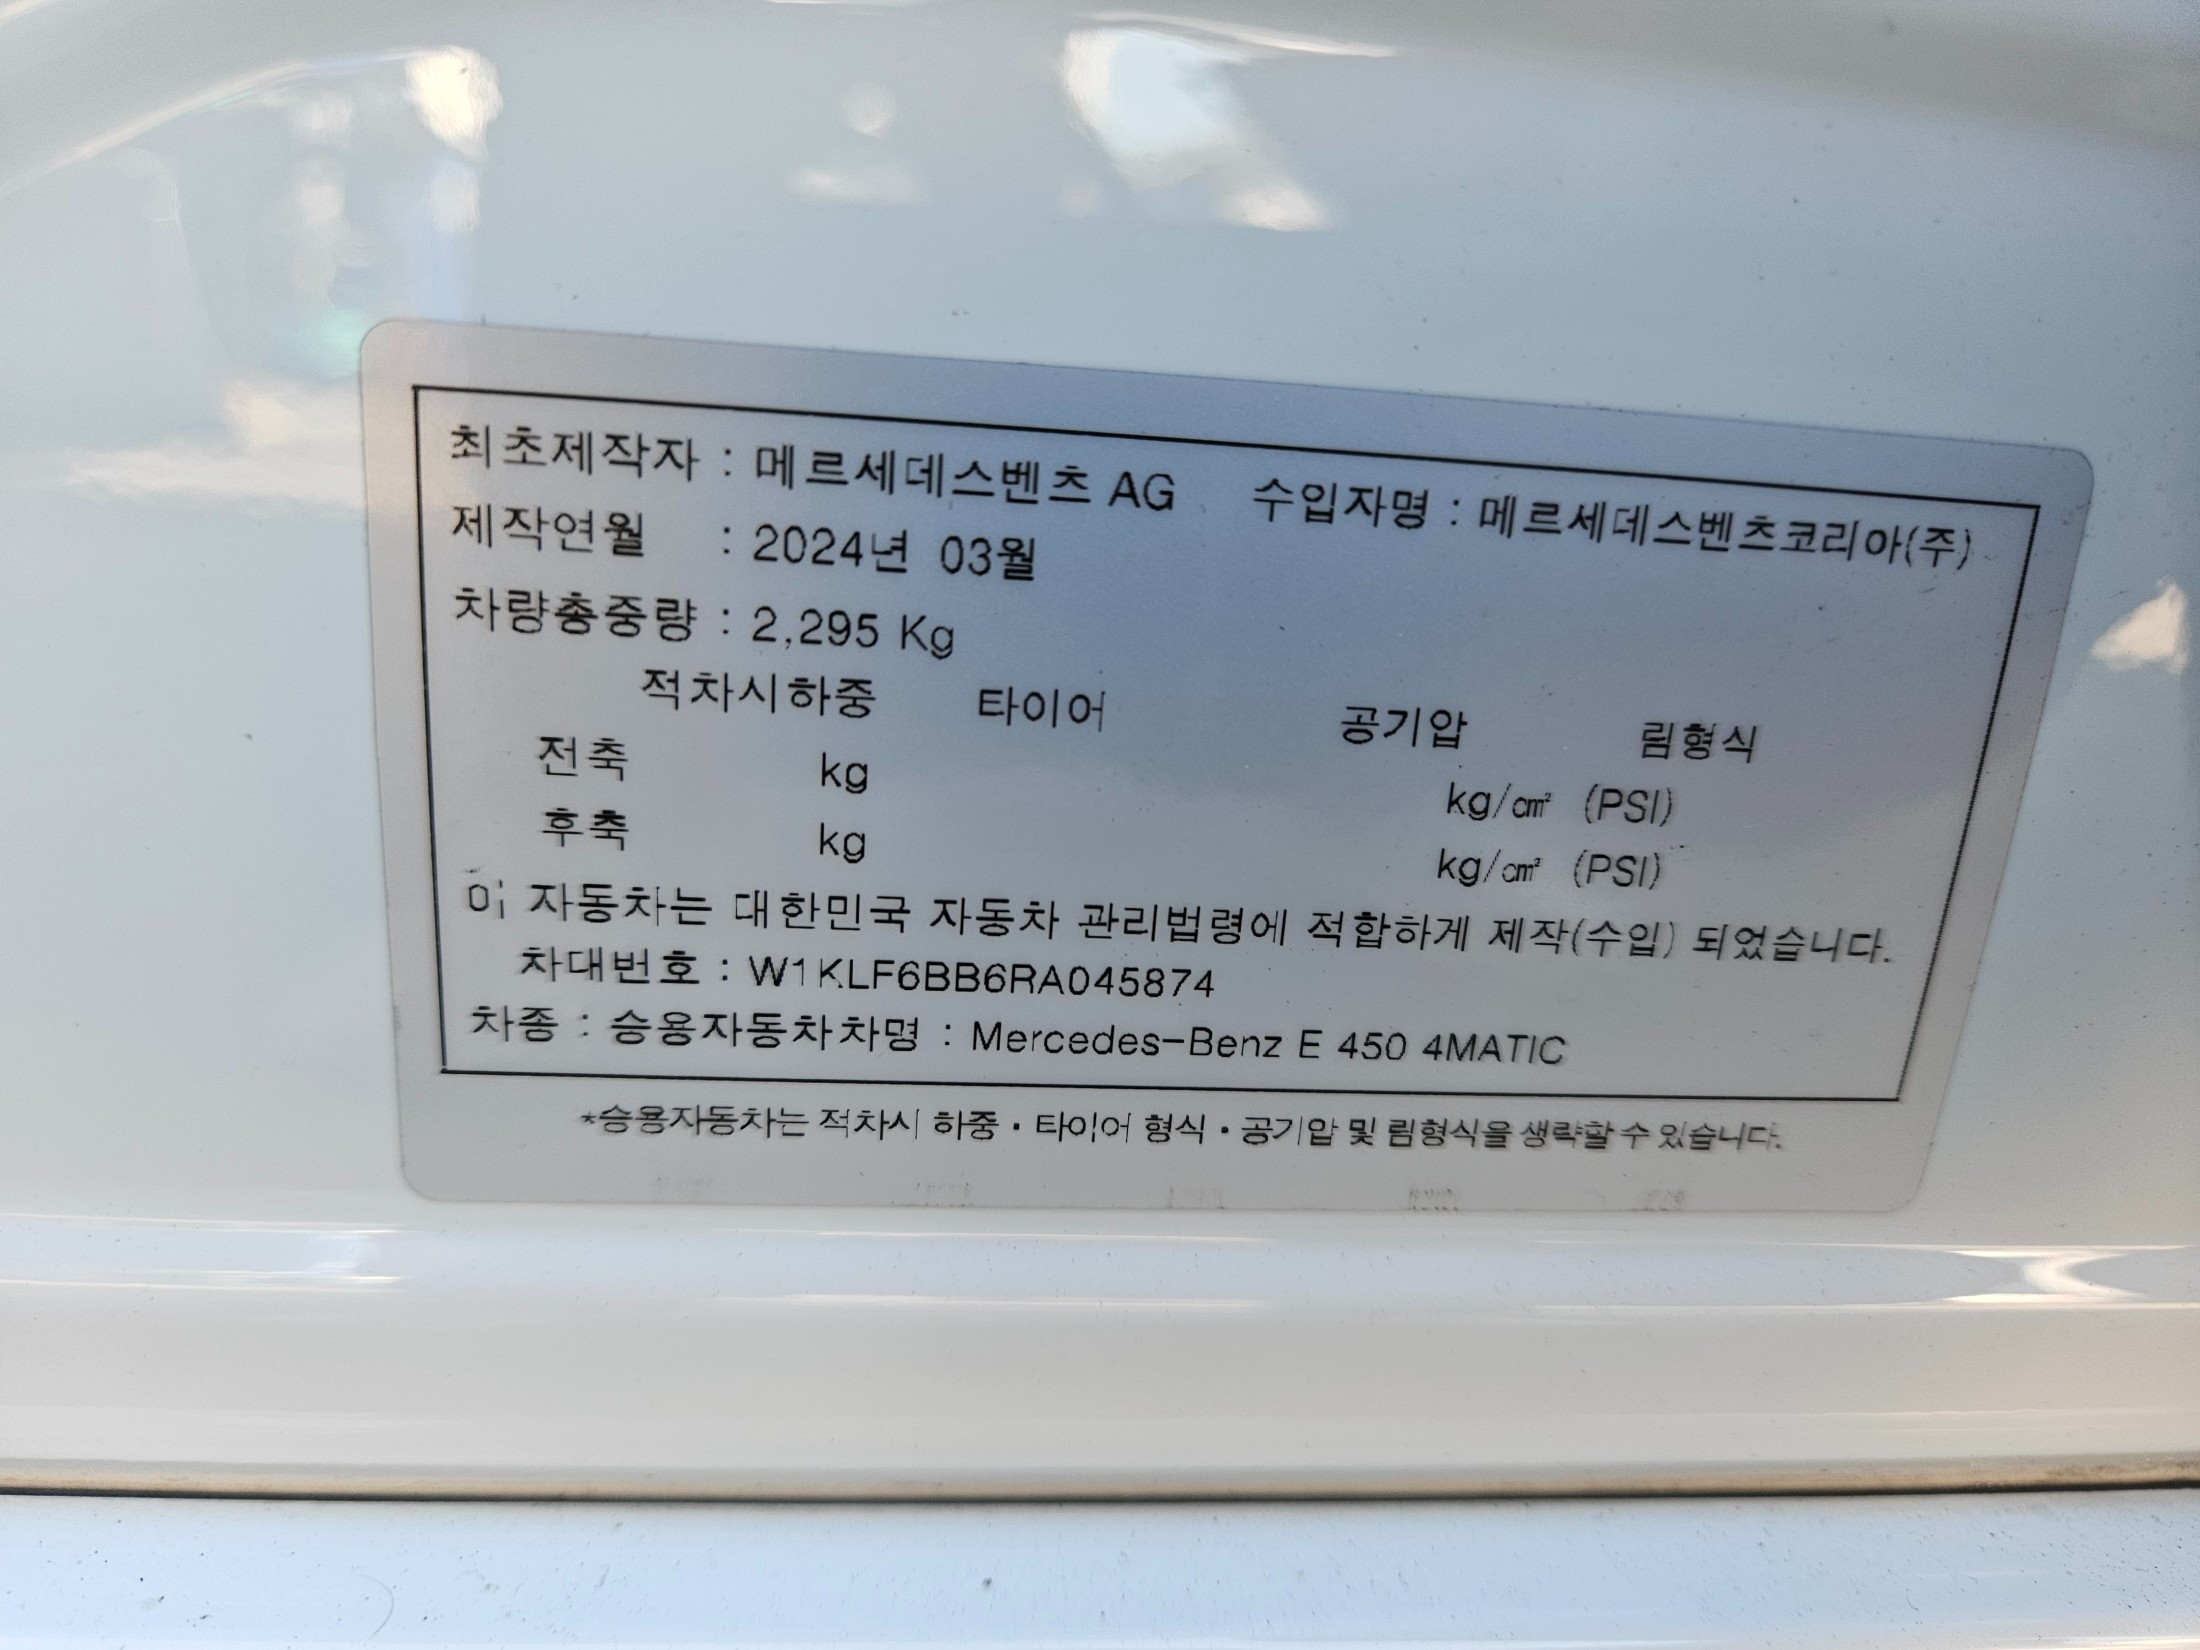 최초제작자 : 메르세데스벤츠 AG 수입자명 : 메르세데스벤츠코리아(주)
제작연월 : 2024년 03월
차량총중량 : 2,295 Kg
적차시하중 타이어 공기압 림형식
전축 kg kg/㎠ (PSI)
후축 kg kg/㎠ (PSI)
이 자동차는 대한민국 자동차 관리법령에 적합하게 제작(수입) 되었습니다.
차대번호 : W1KLF6BB6RA045874
차종 : 승용자동차차명 : Mercedes-Benz E 450 4MATIC
*승용자동차는 적차시 하중 · 타이어 형식 · 공기압 및 림형식을 생략할 수 있습니다.